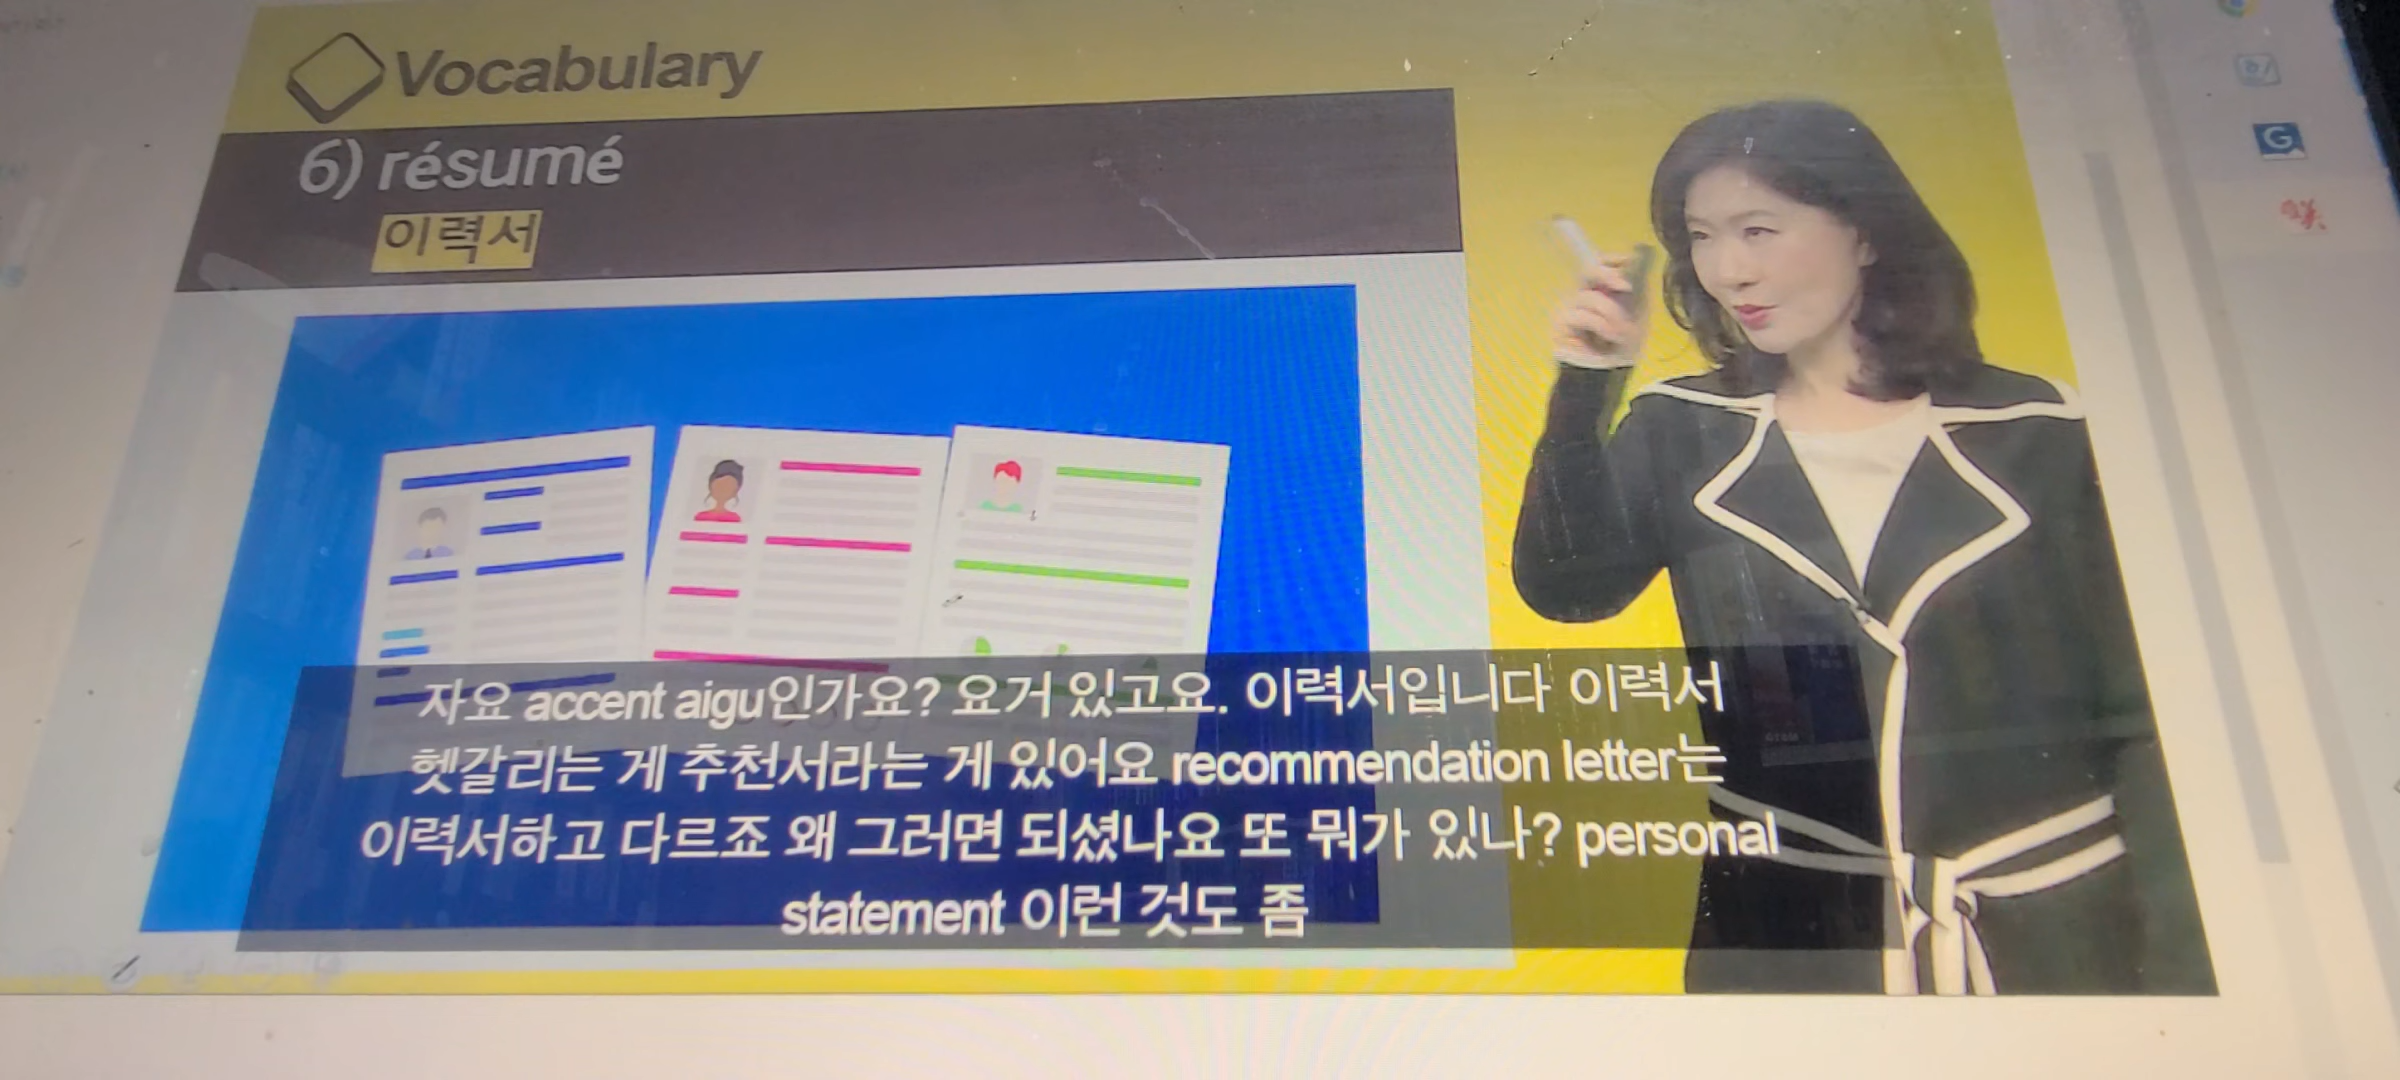 Vocabulary
6) résumé
이력서
자요 accent aigu인가요? 요거 있고요. 이력서입니다 이력서
헷갈리는 게 추천서라는 게 있어요 recommendation letter는
이력서하고 다르죠 왜 그러면 되셨나요 또 뭐가 있나? personal
statement 이런 것도 좀
G